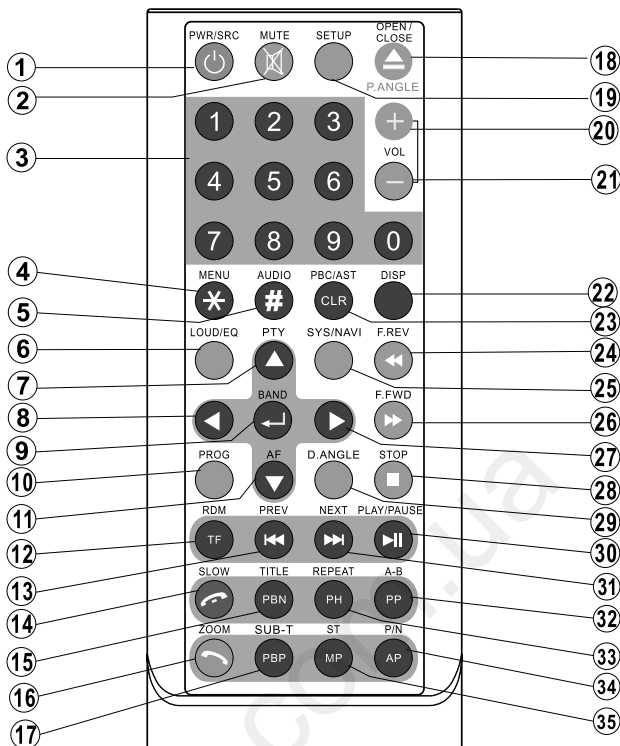 PWR/SRC MUTE SETUP OPEN/CLOSE
1 18
2 P.ANGLE 19
1 2 3 + 20
3 VOL
4 5 6 − 21
7 8 9 0
4 MENU AUDIO PBC/AST DISP
5 # CLR 22
23
6 LOUD/EQ PTY SYS/NAVI F.REV 24
7 25
BAND F.FWD 26
8
9 27
10 PROG AF D.ANGLE STOP 28
11 29
RDM PREV NEXT PLAY/PAUSE
12 TF 30
13 31
SLOW TITLE REPEAT A-B
14 PBN PH PP 32
15 33
ZOOM SUB-T ST P/N
16 PBP MP AP 34
17 35
com.ua